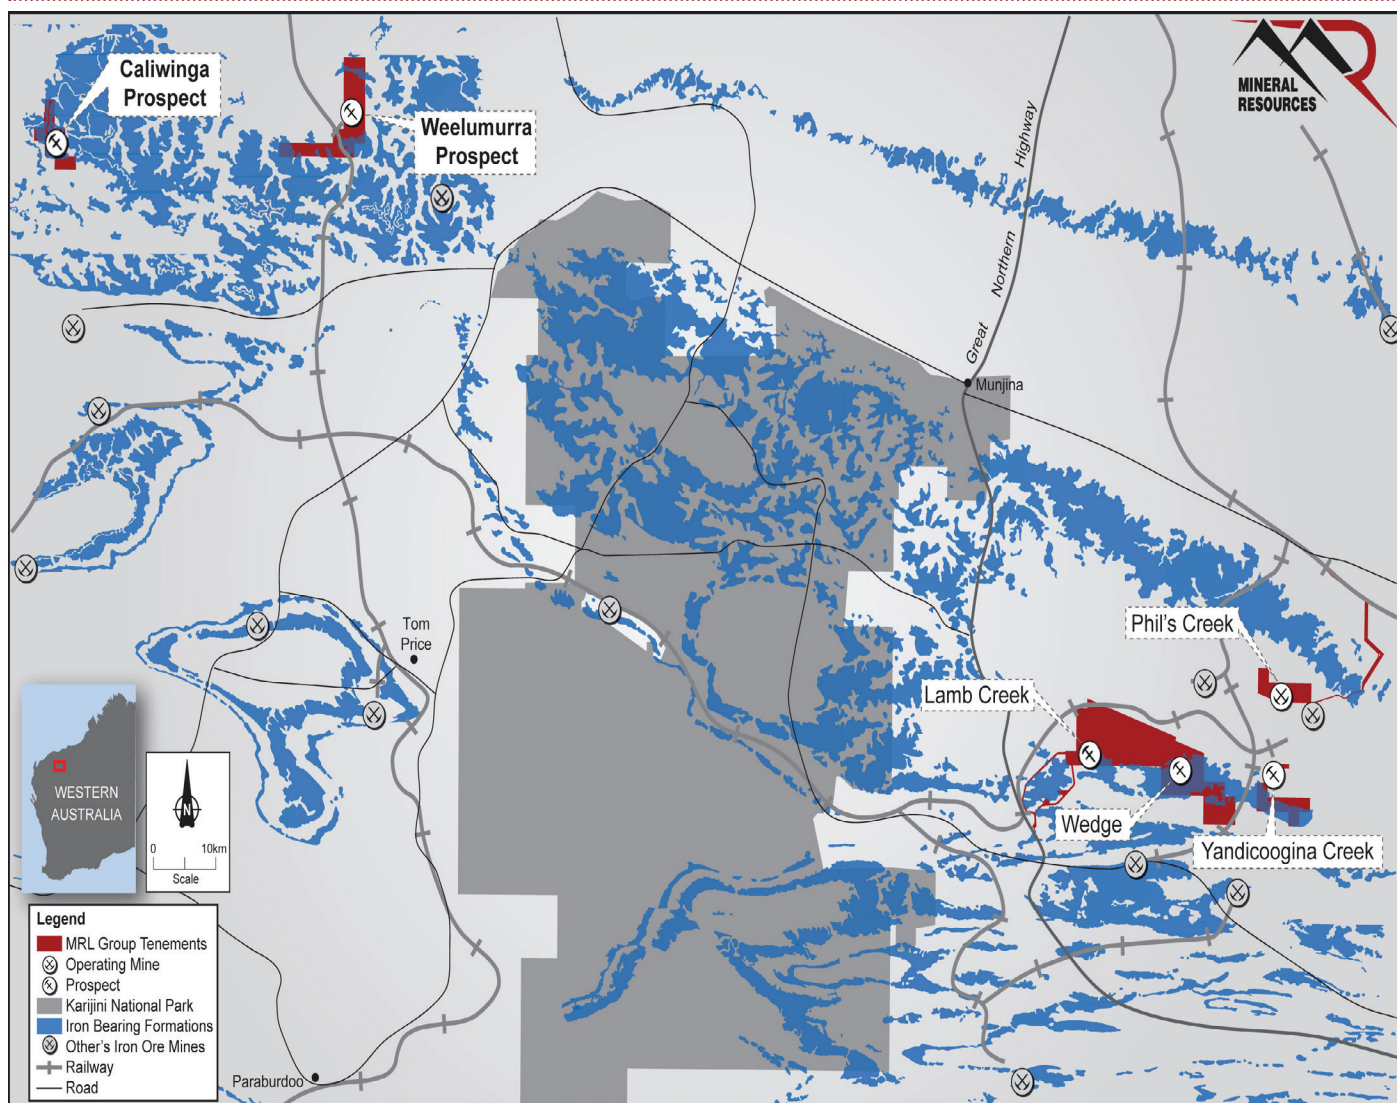 Caliwinga
Prospect
Weelumurra
Prospect
MINERAL
RESOURCES
Great Northern Highway
Munjina
Phil's Creek
Tom
Price
Lamb Creek
Wedge
Yandicoogina Creek
WESTERN
AUSTRALIA
N
0 10km
Scale
Legend
MRL Group Tenements
Operating Mine
Prospect
Karijini National Park
Iron Bearing Formations
Other's Iron Ore Mines
Railway
Road
Paraburdoo